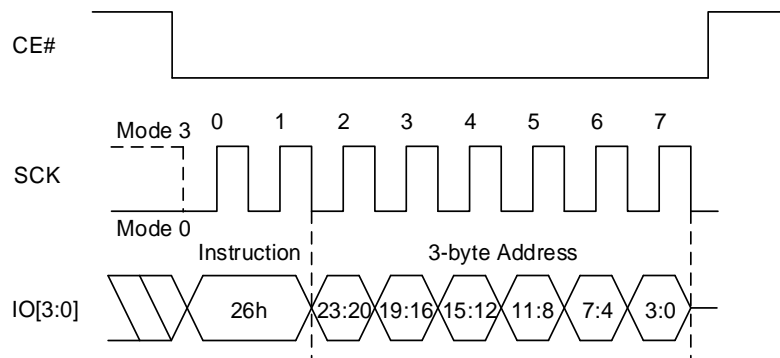 CE#
Mode 3 0 1 2 3 4 5 6 7
SCK
Mode 0
Instruction 3-byte Address
IO[3:0] 26h 23:20 19:16 15:12 11:8 7:4 3:0